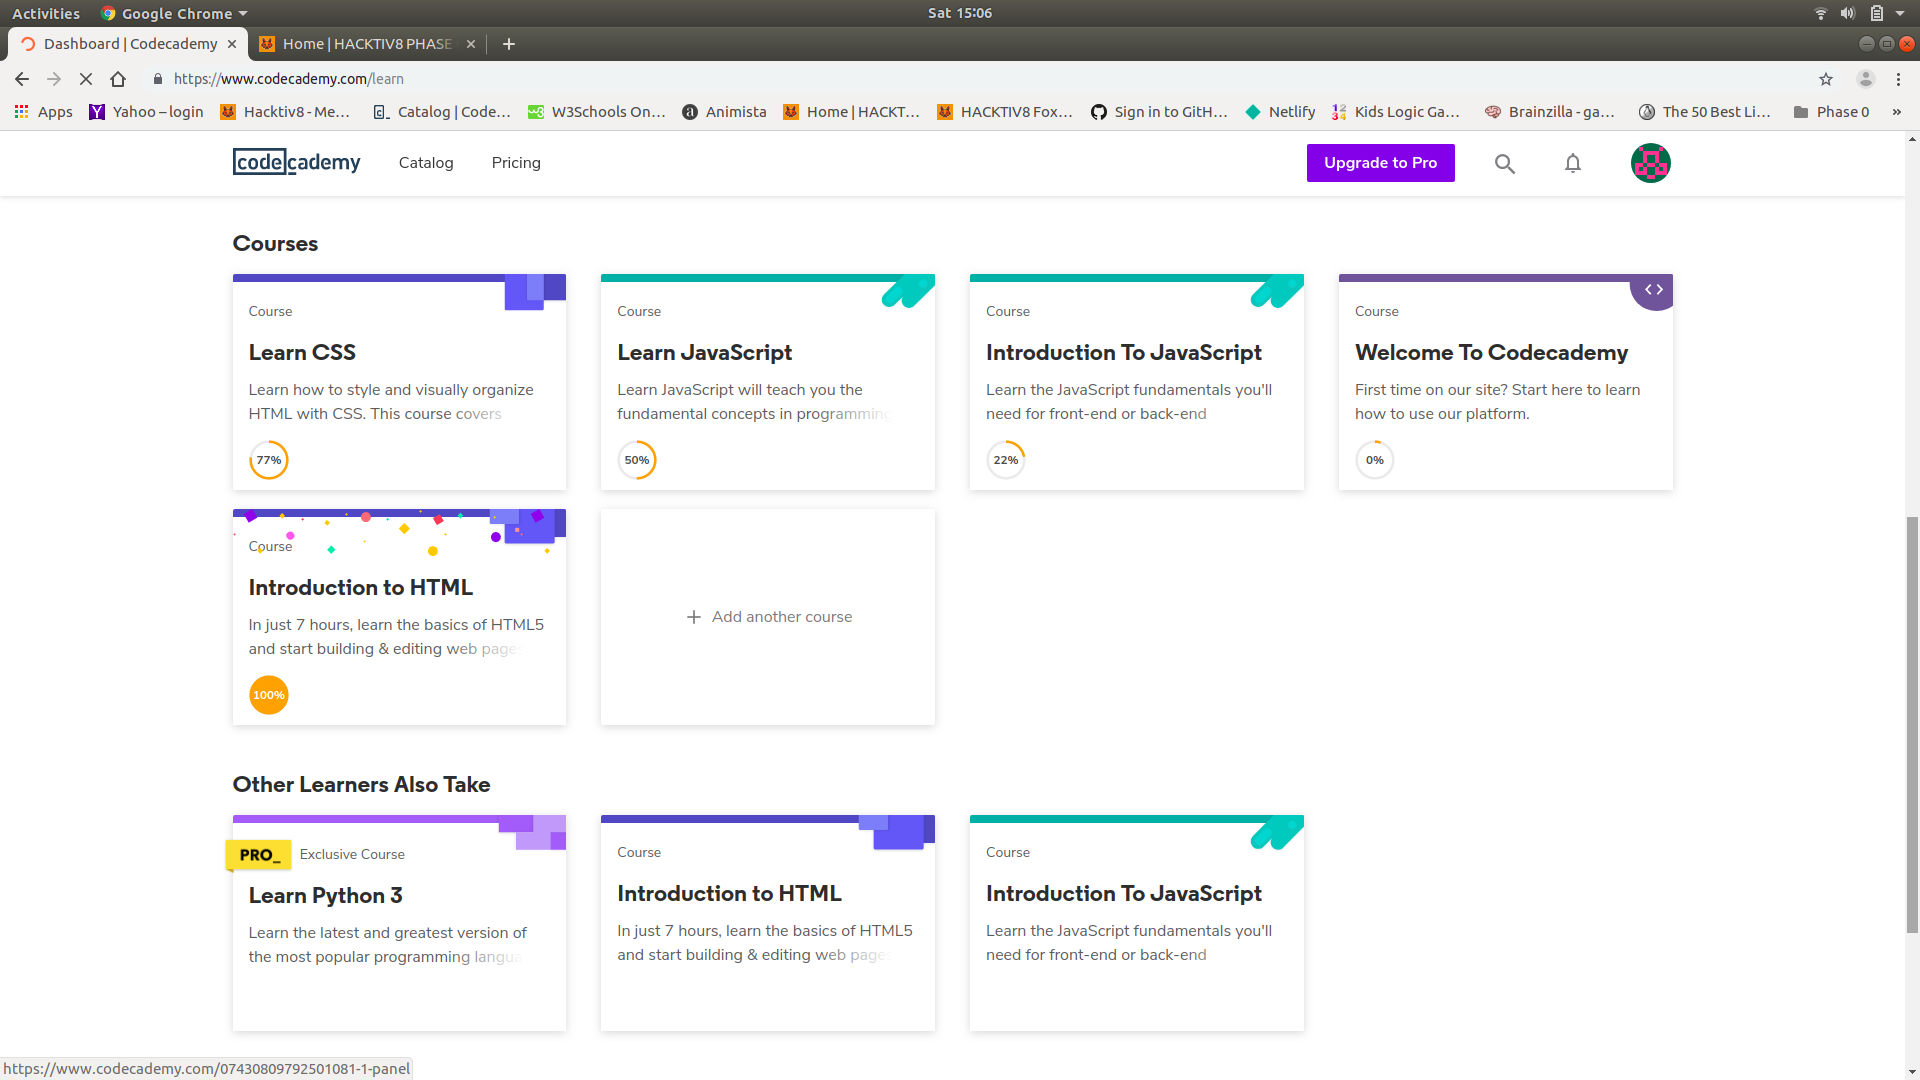 Activities Google Chrome Sat 15:06
Dashboard | Codecademy Home | HACKTIV8 PHASE
https://www.codecademy.com/learn
Apps Yahoo – login Hacktiv8 - Me... Catalog | Code... W3Schools On... Animista Home | HACKT... HACKTIV8 Fox... Sign in to GitH... Netlify Kids Logic Ga... Brainzilla - ga... The 50 Best Li... Phase 0 »
codecademy Catalog Pricing Upgrade to Pro
Courses
Course
Learn CSS
Learn how to style and visually organize
HTML with CSS. This course covers
77%
Course
Learn JavaScript
Learn JavaScript will teach you the
fundamental concepts in programming
50%
Course
Introduction To JavaScript
Learn the JavaScript fundamentals you'll
need for front-end or back-end
22%
Course
Welcome To Codecademy
First time on our site? Start here to learn
how to use our platform.
0%
Course
Introduction to HTML
In just 7 hours, learn the basics of HTML5
and start building & editing web pages
100%
+ Add another course
Other Learners Also Take
PRO_ Exclusive Course
Learn Python 3
Learn the latest and greatest version of
the most popular programming langua
Course
Introduction to HTML
In just 7 hours, learn the basics of HTML5
and start building & editing web pages
Course
Introduction To JavaScript
Learn the JavaScript fundamentals you'll
need for front-end or back-end
https://www.codecademy.com/07430809792501081-1-panel